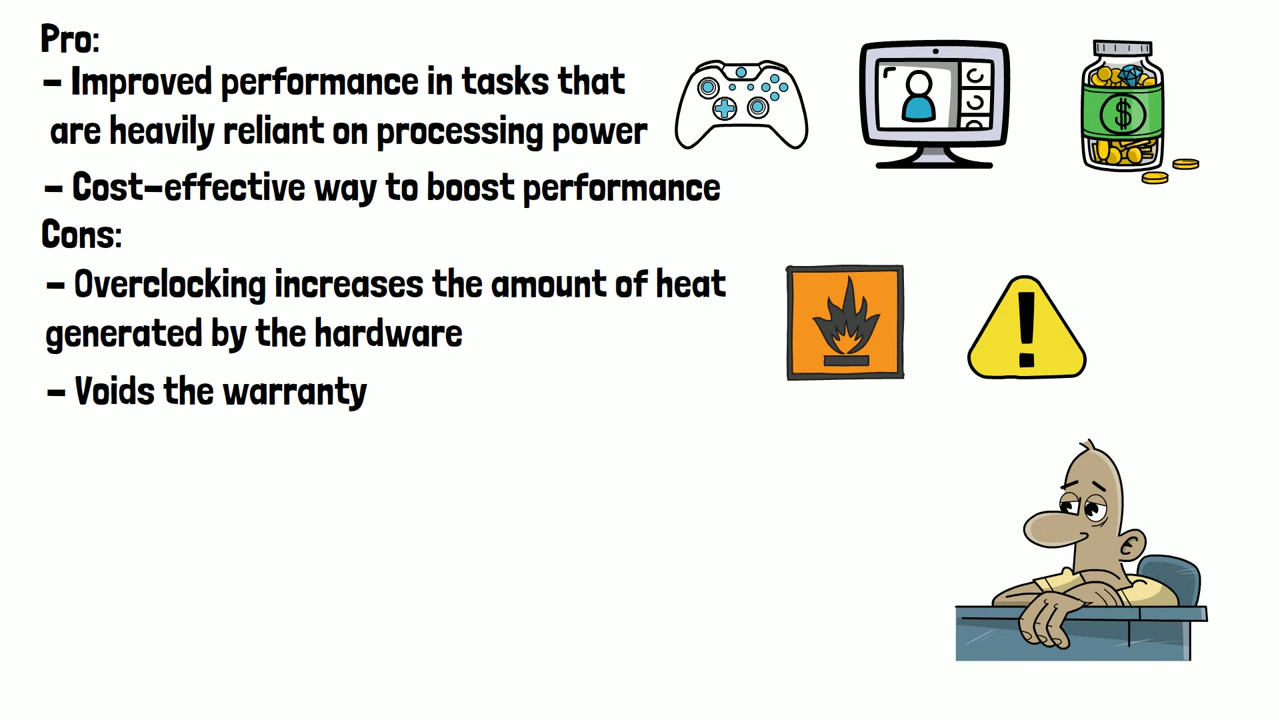 Pro:
- Improved performance in tasks that
are heavily reliant on processing power
- Cost-effective way to boost performance
Cons:
- Overclocking increases the amount of heat
generated by the hardware
- Voids the warranty
$
!